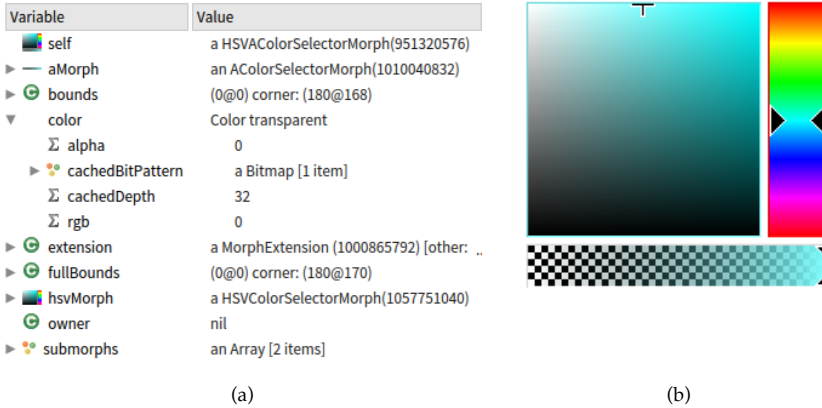 Variable Value
self a HSVAColorSelectorMorph(951320576)
aMorph an AColorSelectorMorph(1010040832)
bounds (0@0) corner: (180@168)
color Color transparent
Σ alpha 0
cachedBitPattern a Bitmap [1 item]
Σ cachedDepth 32
Σ rgb 0
extension a MorphExtension (1000865792) [other: ..
fullBounds (0@0) corner: (180@170)
hsvMorph a HSVColorSelectorMorph(1057751040)
owner nil
submorphs an Array [2 items]
(a) (b)